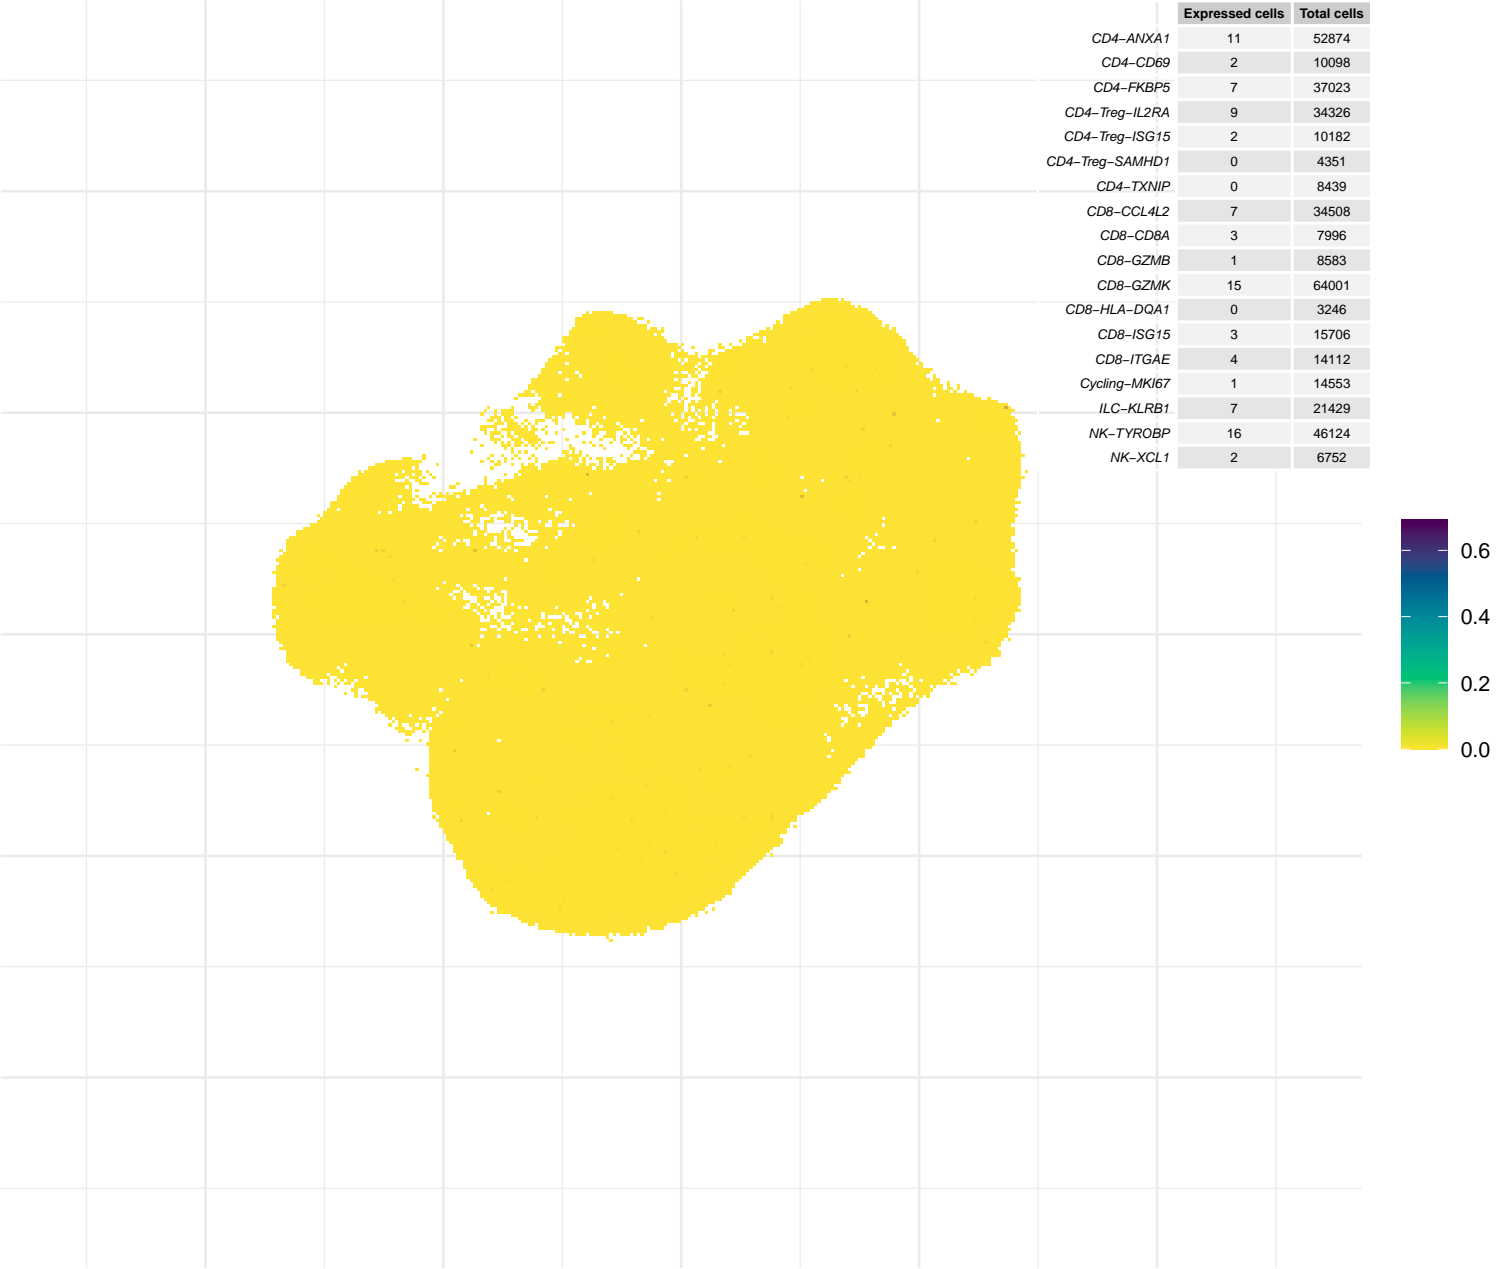 Expressed cells Total cells
CD4−ANXA1 11 52874
CD4−CD69 2 10098
CD4−FKBP5 7 37023
CD4−Treg−IL2RA 9 34326
CD4−Treg−ISG15 2 10182
CD4−Treg−SAMHD1 0 4351
CD4−TXNIP 0 8439
CD8−CCL4L2 7 34508
CD8−CD8A 3 7996
CD8−GZMB 1 8583
CD8−GZMK 15 64001
CD8−HLA−DQA1 0 3246
CD8−ISG15 3 15706
CD8−ITGAE 4 14112
Cycling−MKI67 1 14553
ILC−KLRB1 7 21429
NK−TYROBP 16 46124
NK−XCL1 2 6752
0.6
0.4
0.2
0.0